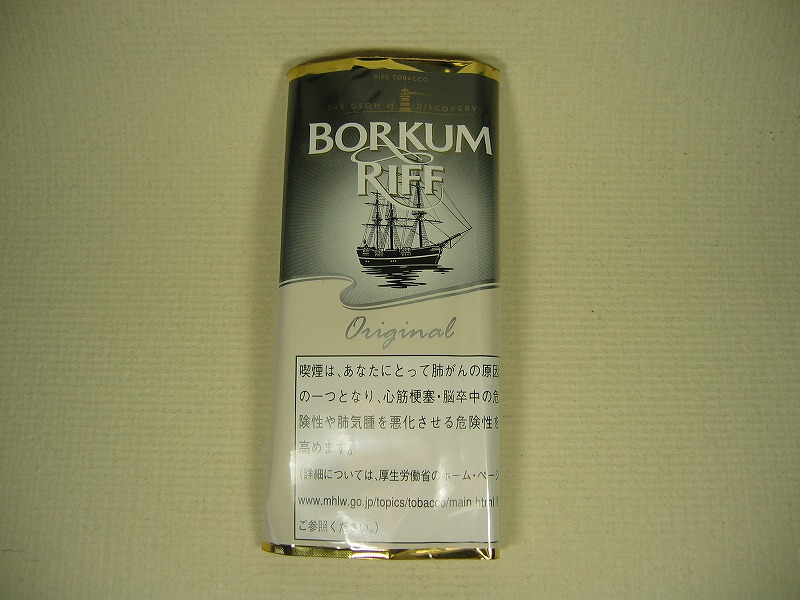 PIPE TOBACCO
THE GLOW of DISCOVERY
BORKUM
RIFF
Original
喫煙は、あなたにとって肺がんの原因
の一つとなり、心筋梗塞・脳卒中の危
険性や肺気腫を悪化させる危険性を
高めます。
(詳細については、厚生労働省のホーム・ページ
www.mhlw.go.jp/topics/tobacco/main.html
ご参照ください。)